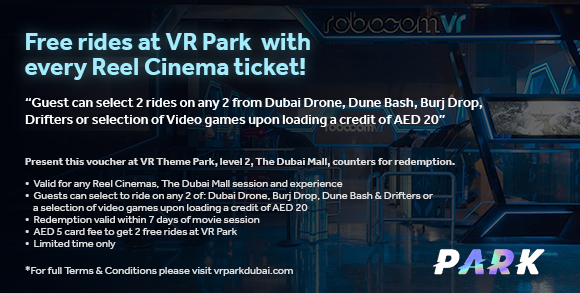 robocomVR
Free rides at VR Park with
every Reel Cinema ticket!
“Guest can select 2 rides on any 2 from Dubai Drone, Dune Bash, Burj Drop,
Drifters or selection of Video games upon loading a credit of AED 20”
robocomVR
Present this voucher at VR Theme Park, level 2, The Dubai Mall, counters for redemption.
• Valid for any Reel Cinemas, The Dubai Mall session and experience
• Guests can select to ride on any 2 of: Dubai Drone, Burj Drop, Dune Bash & Drifters or
a selection of video games upon loading a credit of AED 20
• Redemption valid within 7 days of movie session
• AED 5 card fee to get 2 free rides at VR Park
• Limited time only
*For full Terms & Conditions please visit vrparkdubai.com
PARK